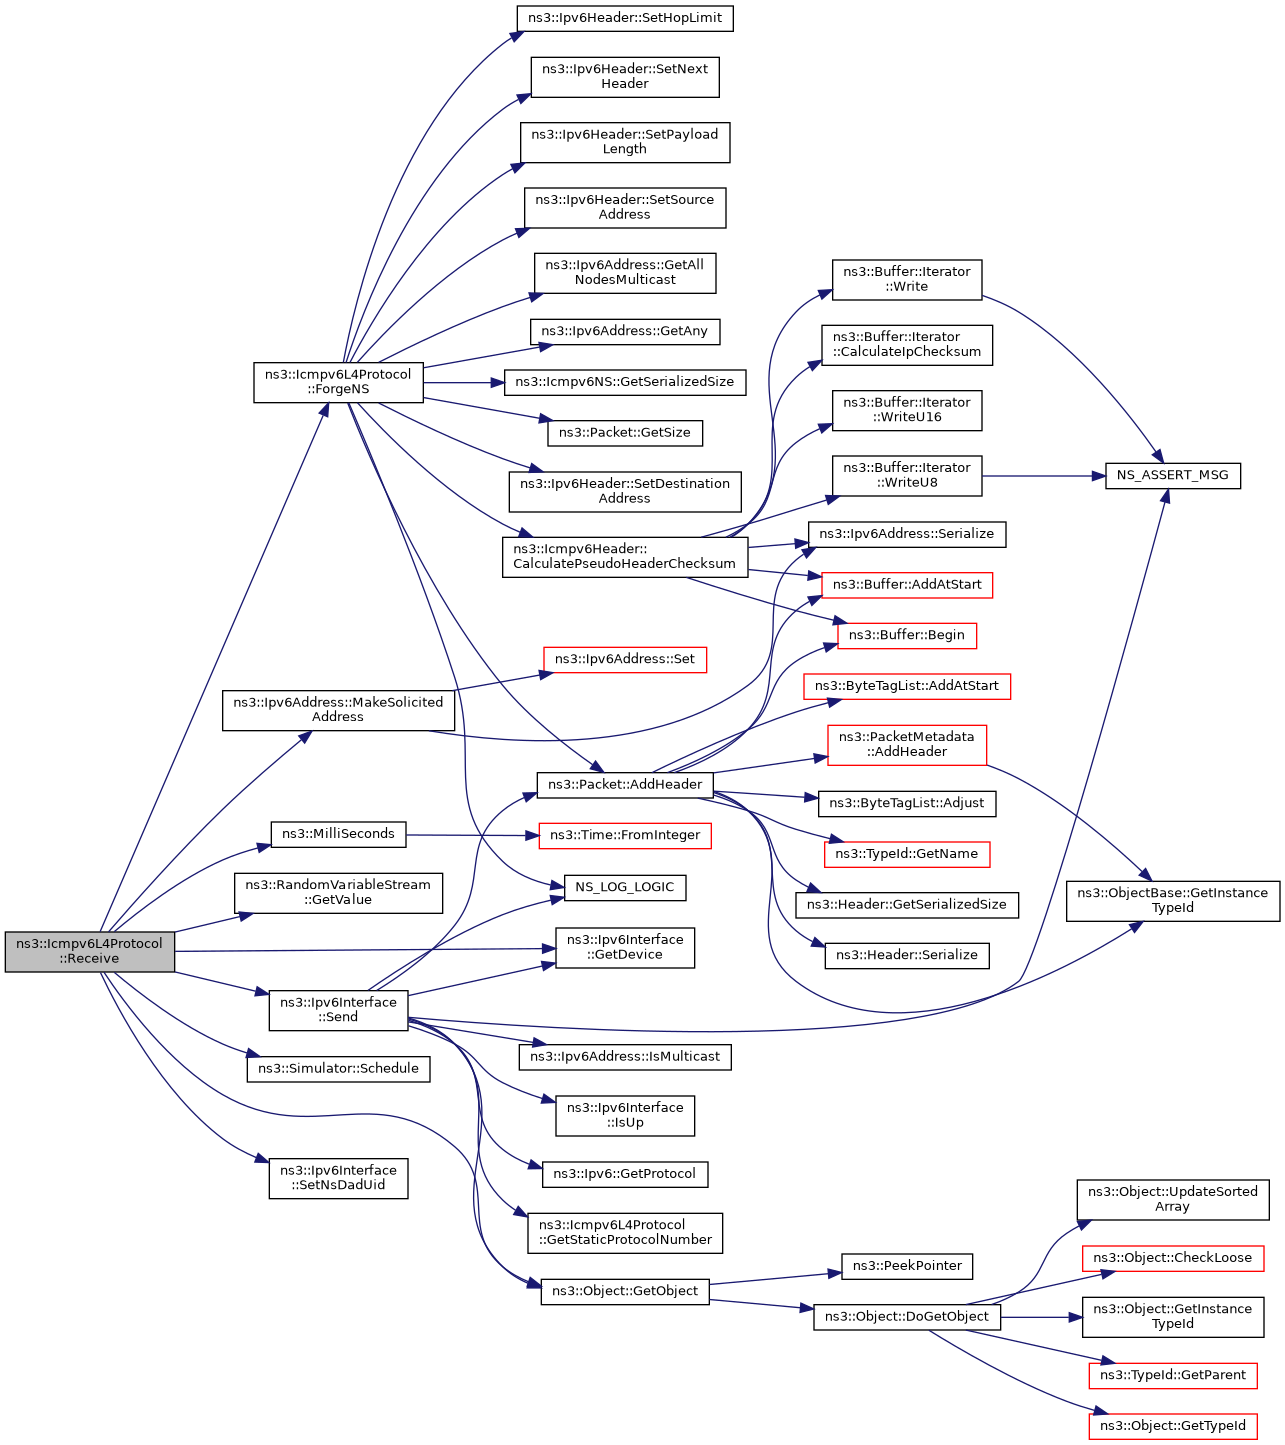 ns3::Ipv6Header::SetHopLimit
ns3::Ipv6Header::SetNext
Header
ns3::Ipv6Header::SetPayload
Length
ns3::Ipv6Header::SetSource
Address
ns3::Ipv6Address::GetAll
NodesMulticast
ns3::Ipv6Address::GetAny
ns3::Icmpv6L4Protocol
::ForgeNS
ns3::Icmpv6NS::GetSerializedSize
ns3::Packet::GetSize
ns3::Ipv6Header::SetDestination
Address
ns3::Icmpv6Header::
CalculatePseudoHeaderChecksum
ns3::Buffer::Iterator
::Write
ns3::Buffer::Iterator
::CalculateIpChecksum
ns3::Buffer::Iterator
::WriteU16
ns3::Buffer::Iterator
::WriteU8
NS_ASSERT_MSG
ns3::Ipv6Address::Serialize
ns3::Buffer::AddAtStart
ns3::Buffer::Begin
ns3::Ipv6Address::Set
ns3::Ipv6Address::MakeSolicited
Address
ns3::ByteTagList::AddAtStart
ns3::PacketMetadata
::AddHeader
ns3::Packet::AddHeader
ns3::ByteTagList::Adjust
ns3::MilliSeconds
ns3::Time::FromInteger
ns3::TypeId::GetName
ns3::RandomVariableStream
::GetValue
NS_LOG_LOGIC
ns3::Header::GetSerializedSize
ns3::ObjectBase::GetInstance
TypeId
ns3::Icmpv6L4Protocol
::Receive
ns3::Ipv6Interface
::GetDevice
ns3::Header::Serialize
ns3::Ipv6Interface
::Send
ns3::Simulator::Schedule
ns3::Ipv6Address::IsMulticast
ns3::Ipv6Interface
::IsUp
ns3::Ipv6Interface
::SetNsDadUid
ns3::Ipv6::GetProtocol
ns3::Icmpv6L4Protocol
::GetStaticProtocolNumber
ns3::Object::GetObject
ns3::PeekPointer
ns3::Object::DoGetObject
ns3::Object::UpdateSorted
Array
ns3::Object::CheckLoose
ns3::Object::GetInstance
TypeId
ns3::TypeId::GetParent
ns3::Object::GetTypeId